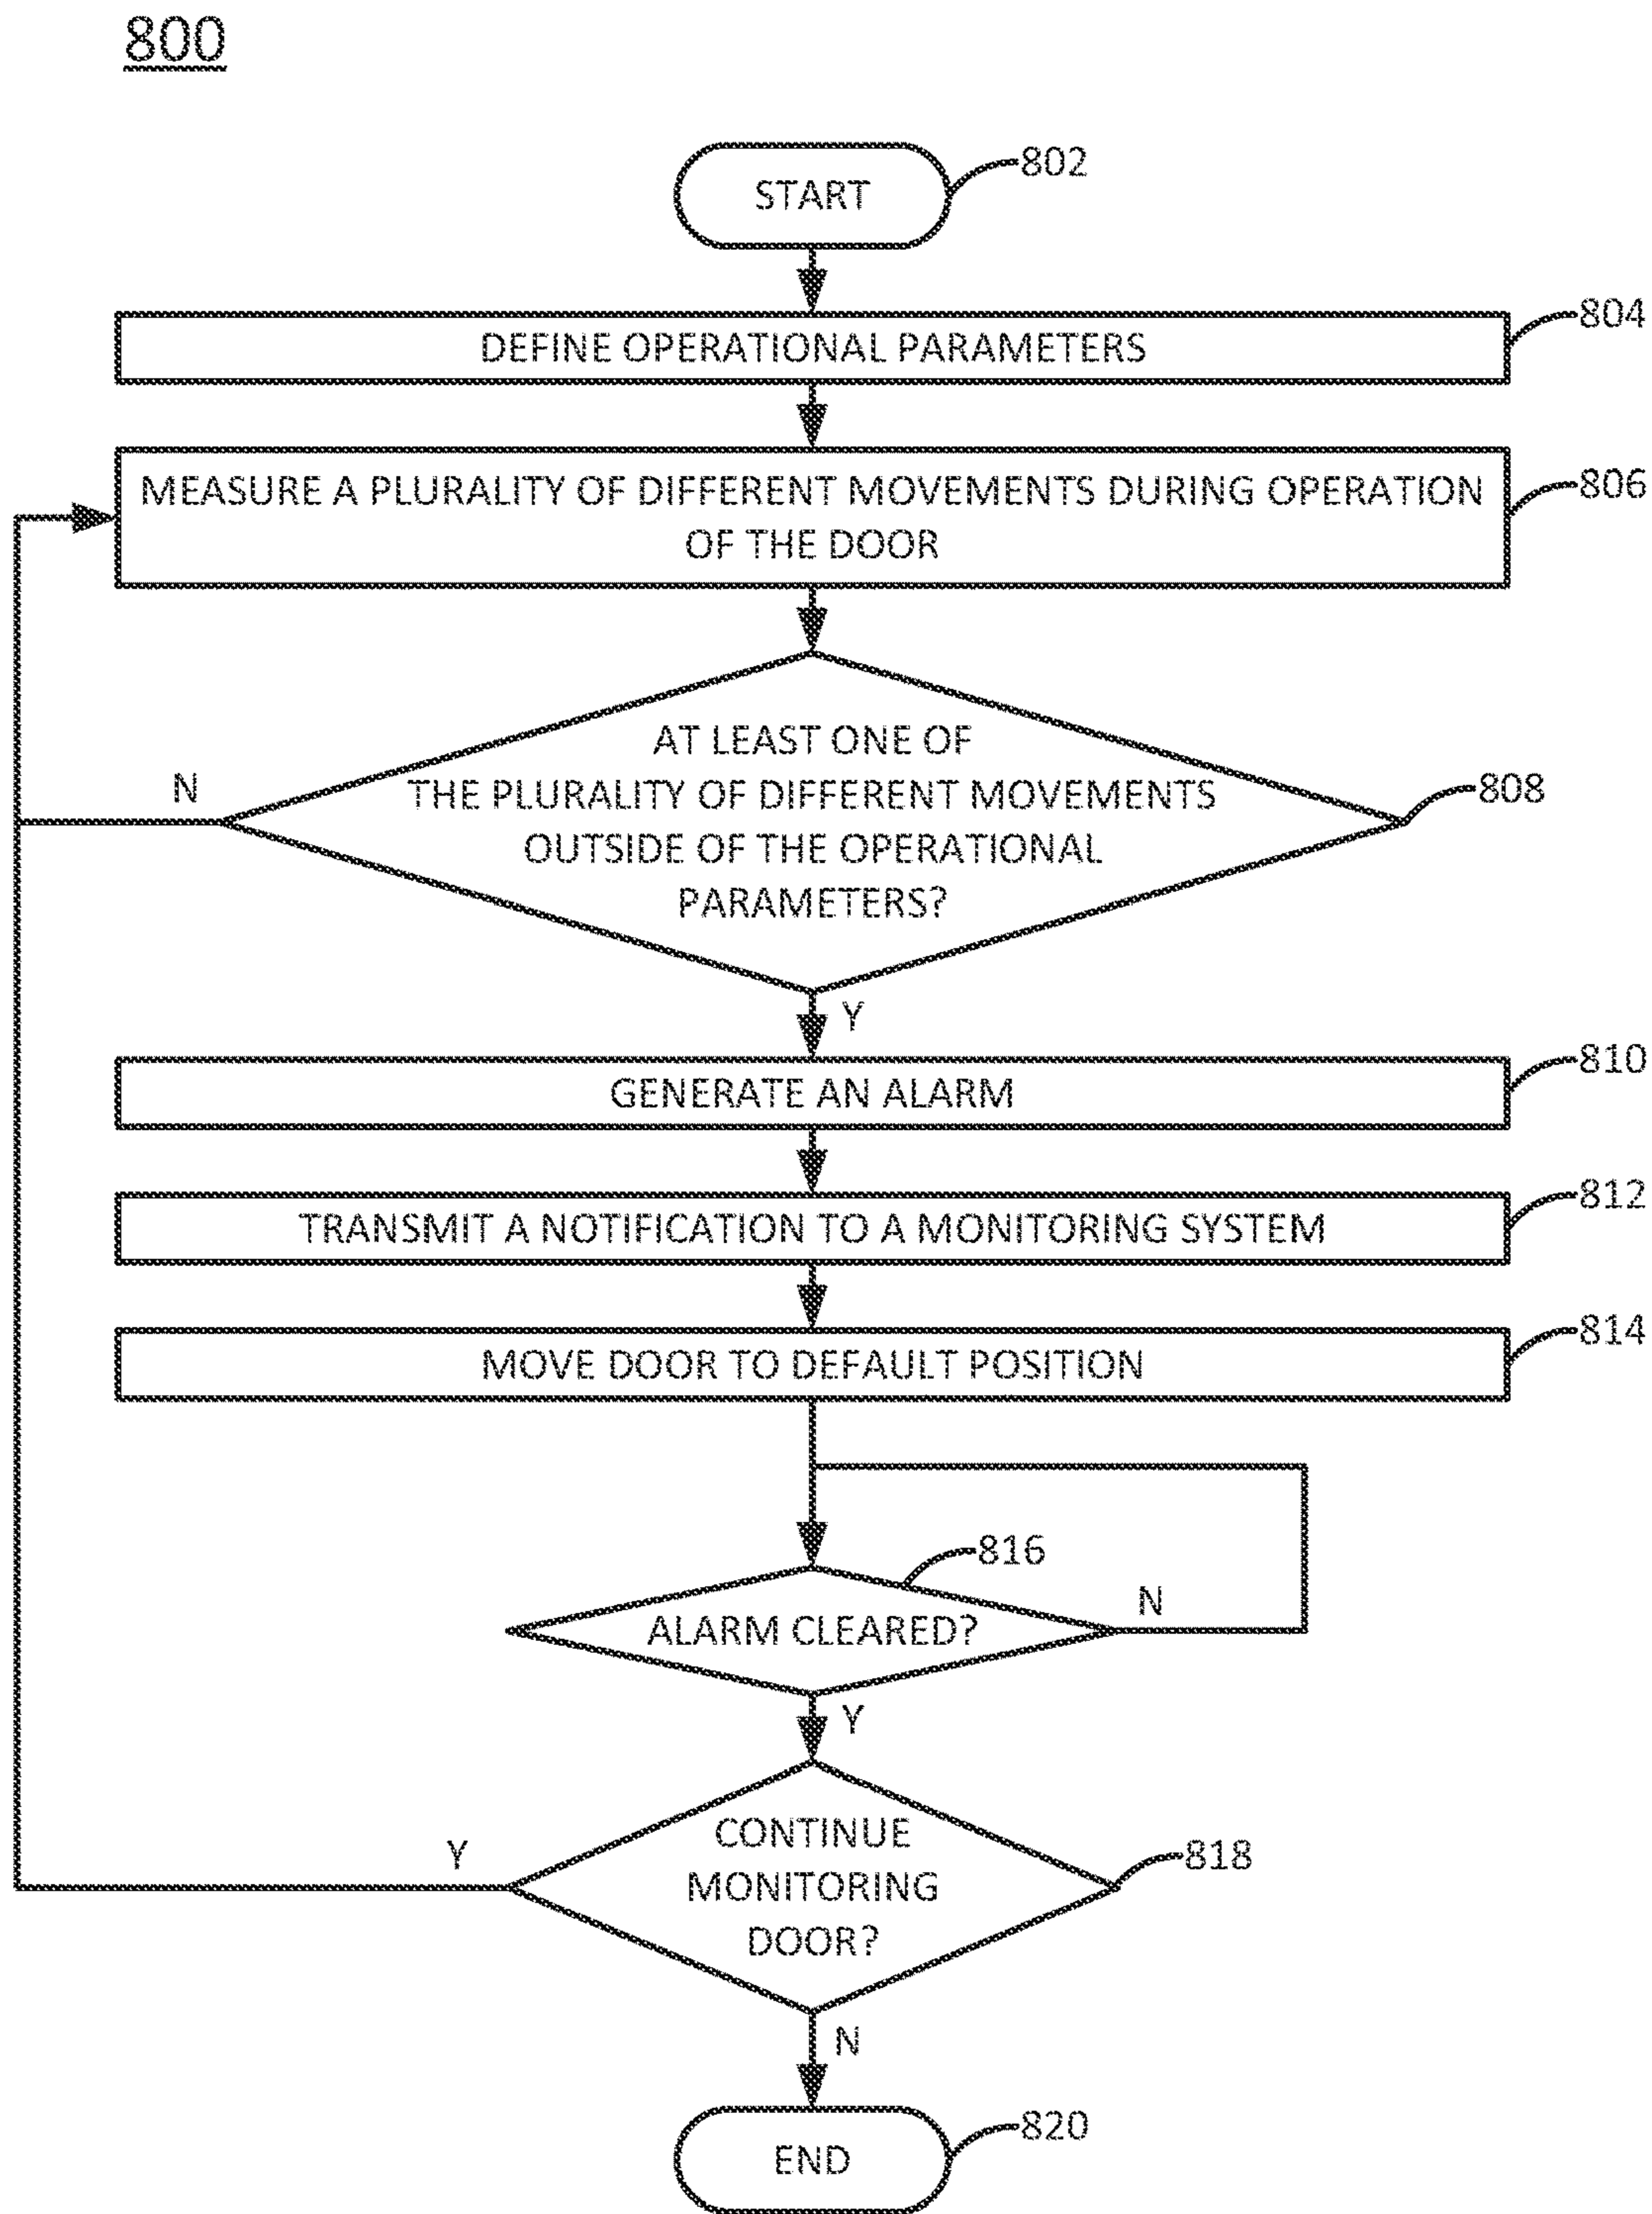 800
START
802
DEFINE OPERATIONAL PARAMETERS
804
MEASURE A PLURALITY OF DIFFERENT MOVEMENTS DURING OPERATION
OF THE DOOR
806
AT LEAST ONE OF
THE PLURALITY OF DIFFERENT MOVEMENTS
OUTSIDE OF THE OPERATIONAL
PARAMETERS?
808
N
Y
GENERATE AN ALARM
810
TRANSMIT A NOTIFICATION TO A MONITORING SYSTEM
812
MOVE DOOR TO DEFAULT POSITION
814
816
ALARM CLEARED?
N
Y
CONTINUE
MONITORING
DOOR?
818
Y
N
END
820